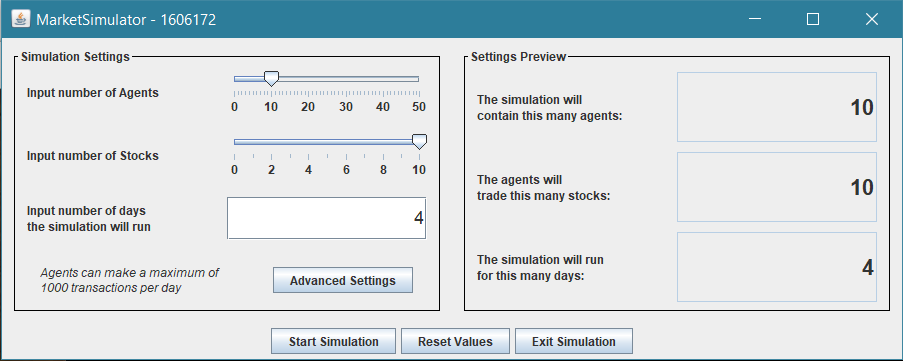 MarketSimulator - 1606172
Simulation Settings
Input number of Agents
0 10 20 30 40 50
Input number of Stocks
0 2 4 6 8 10
Input number of days
the simulation will run
4
Agents can make a maximum of
1000 transactions per day
Advanced Settings
Settings Preview
The simulation will
contain this many agents:
10
The agents will
trade this many stocks:
10
The simulation will run
for this many days:
4
Start Simulation
Reset Values
Exit Simulation